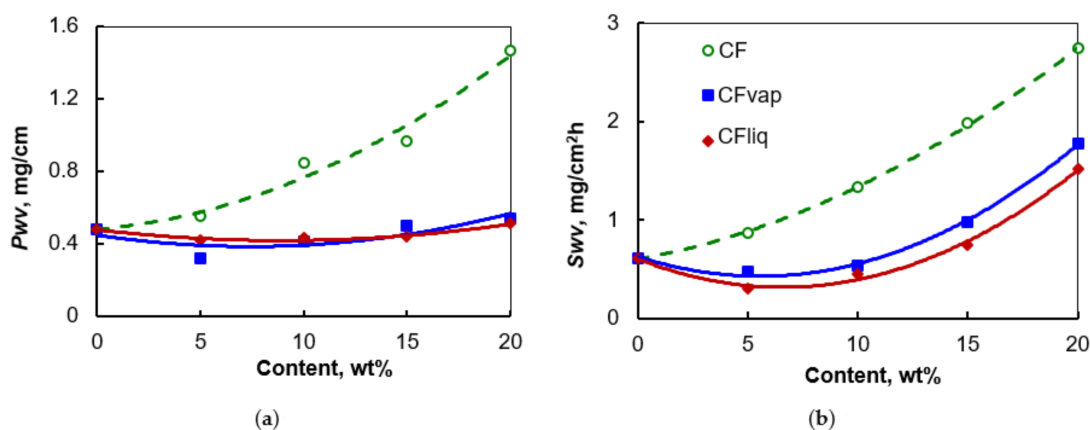 1.6
1.2
0.8
0.4
0
Pwv, mg/cm
0 5 10 15 20
Content, wt%
(a)
3
2
1
0
Swv, mg/cm²h
CF
CFvap
CFliq
0 5 10 15 20
Content, wt%
(b)